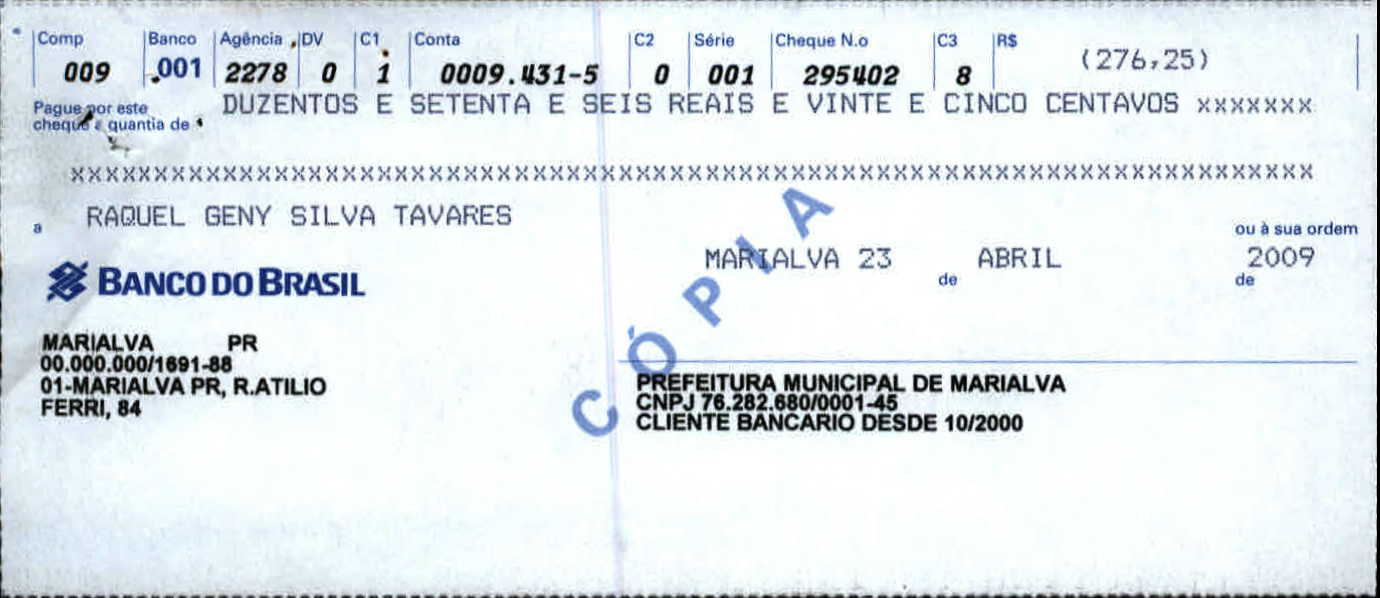 Comp Banco Agência DV C1 Conta C2 Série Cheque N.o C3 R$ (276,25)
009 001 2278 0 1 0009.431-5 0 001 295402 8
Pague por este DUZENTOS E SETENTA E SEIS REAIS E VINTE E CINCO CENTAVOS xxxxxxx
cheque a quantia de
xxxxxxxxxxxxxxxxxxxxxxxxxxxxxxxxxxxxxxxxxxxxxxxxxxxxxxxxxxxxxxxxxxxxxxxxxx
a RAQUEL GENY SILVA TAVARES
ou à sua ordem
MARIALVA 23 de ABRIL de 2009
BANCO DO BRASIL
CÓPIA
MARIALVA PR
00.000.000/1691-88
01-MARIALVA PR, R.ATILIO
FERRI, 84
PREFEITURA MUNICIPAL DE MARIALVA
CNPJ 76.282.680/0001-45
CLIENTE BANCARIO DESDE 10/2000